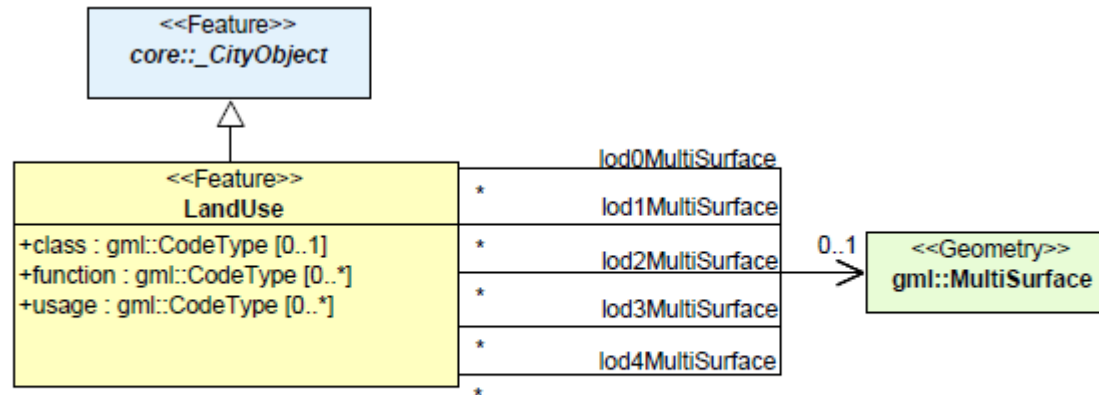 <<Feature>>
core::_CityObject
<<Feature>>
LandUse
+class : gml::CodeType [0..1]
+function : gml::CodeType [0..*]
+usage : gml::CodeType [0..*]
lod0MultiSurface
*
lod1MultiSurface
*
lod2MultiSurface
*
lod3MultiSurface
*
lod4MultiSurface
*
0..1
<<Geometry>>
gml::MultiSurface